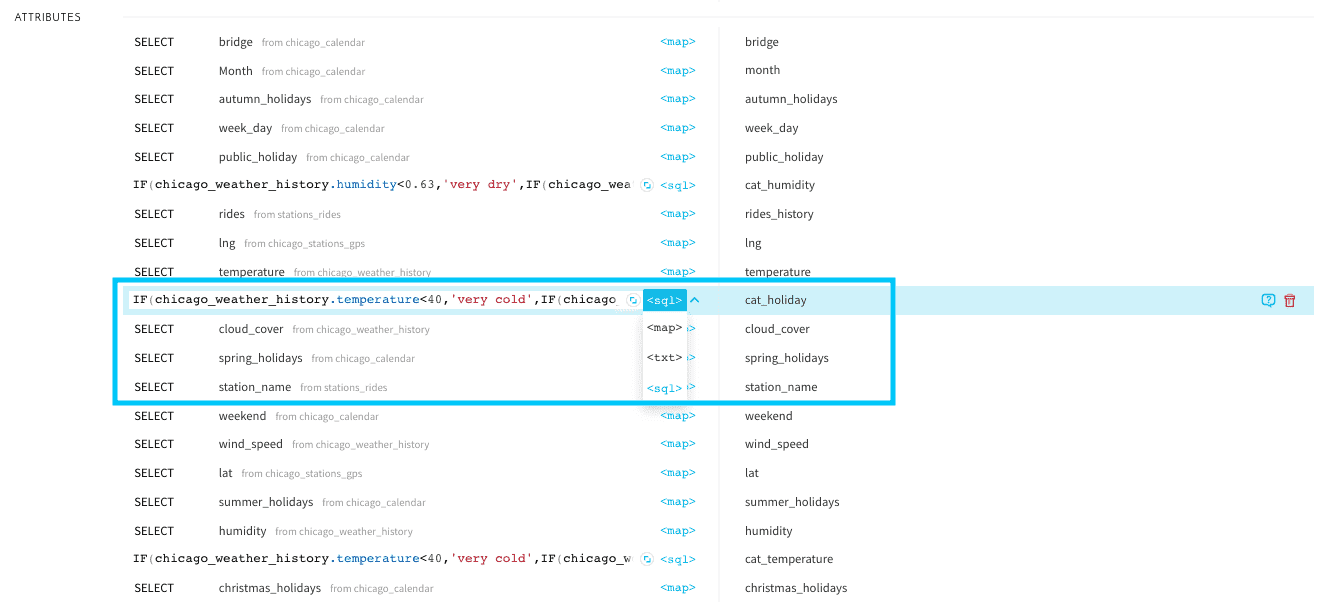 ATTRIBUTES
SELECT bridge from chicago_calendar <map> bridge
SELECT Month from chicago_calendar <map> month
SELECT autumn_holidays from chicago_calendar <map> autumn_holidays
SELECT week_day from chicago_calendar <map> week_day
SELECT public_holiday from chicago_calendar <map> public_holiday
IF(chicago_weather_history.humidity<0.63,'very dry',IF(chicago_wea <sql> cat_humidity
SELECT rides from stations_rides <map> rides_history
SELECT lng from chicago_stations_gps <map> lng
SELECT temperature from chicago_weather_history <map> temperature
IF(chicago_weather_history.temperature<40,'very cold',IF(chicago_ <sql> cat_holiday
SELECT cloud_cover from chicago_weather_history <map> > cloud_cover
SELECT spring_holidays from chicago_calendar <txt> > spring_holidays
SELECT station_name from stations_rides <sql> > station_name
SELECT weekend from chicago_calendar <map> weekend
SELECT wind_speed from chicago_weather_history <map> wind_speed
SELECT lat from chicago_stations_gps <map> lat
SELECT summer_holidays from chicago_calendar <map> summer_holidays
SELECT humidity from chicago_weather_history <map> humidity
IF(chicago_weather_history.temperature<40,'very cold',IF(chicago_w <sql> cat_temperature
SELECT christmas_holidays from chicago_calendar <map> christmas_holidays